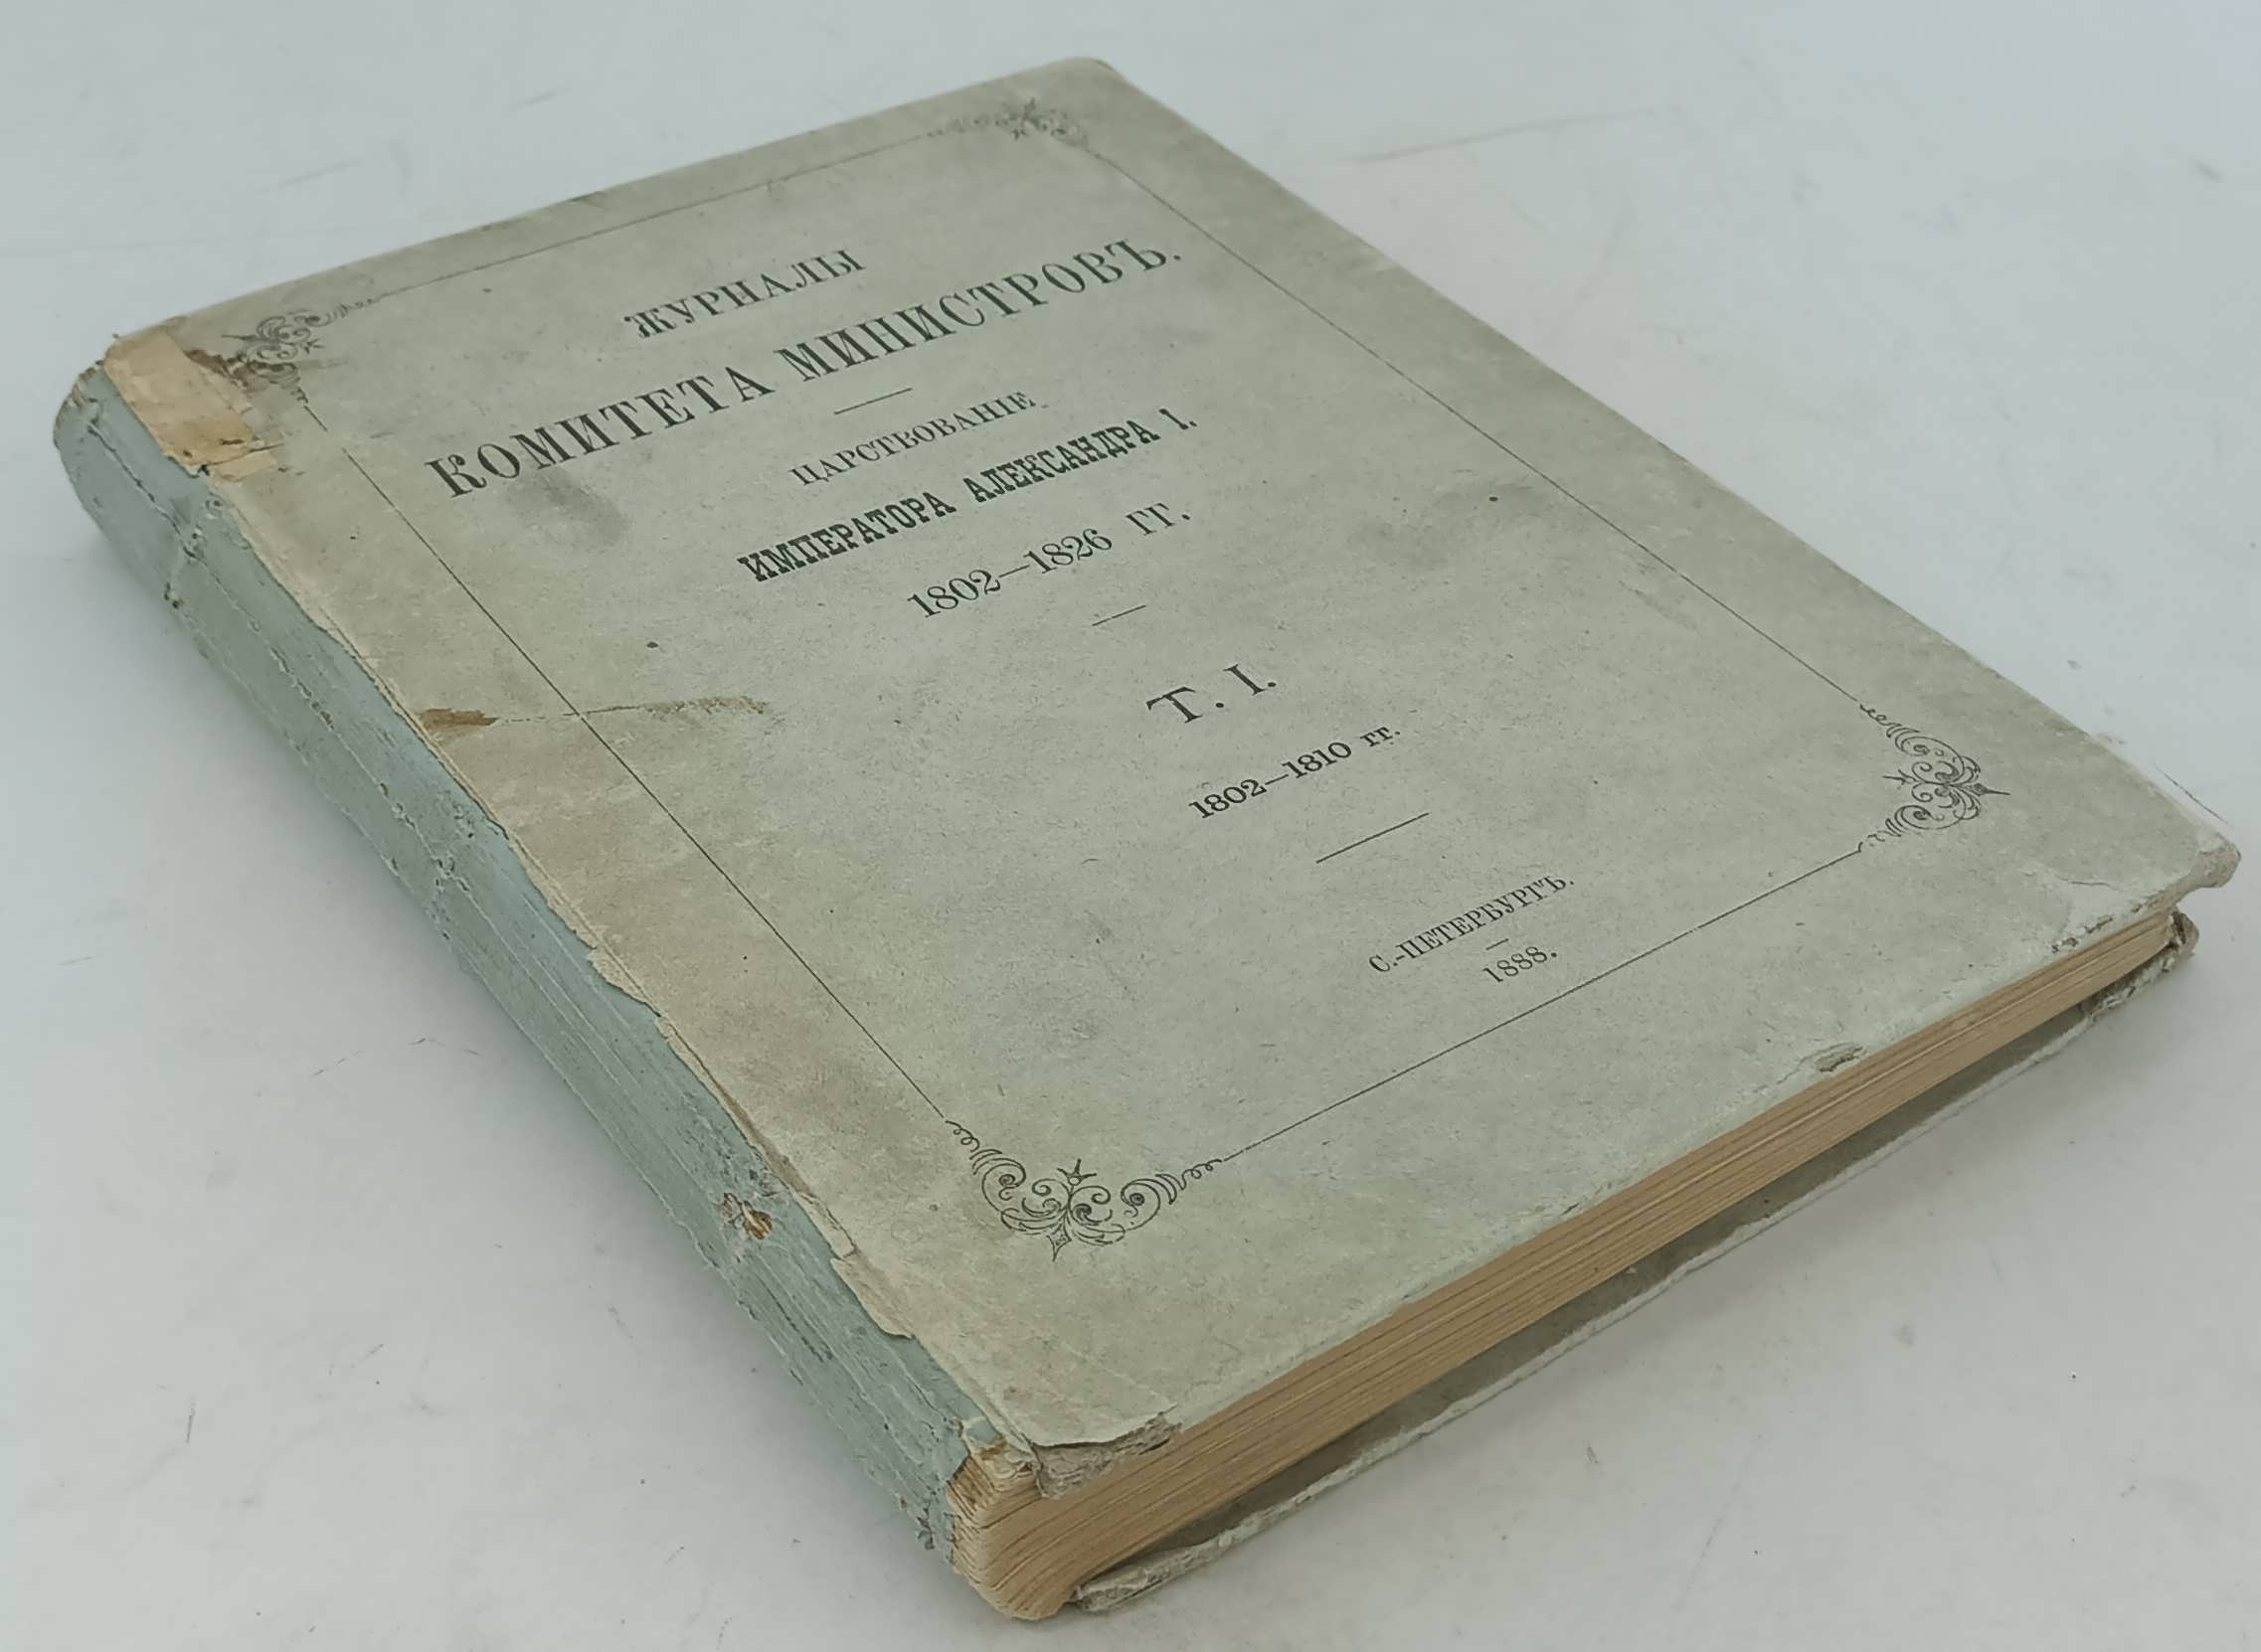 ЖУРНАЛЫ
КОМИТЕТА МИНИСТРОВЪ.
ЦАРСТВОВАНІЕ
ИМПЕРАТОРА АЛЕКСАНДРА I.
1802—1826 ГГ.
Т. I.
1802—1810 гг.
С.-ПЕТЕРБУРГЪ.
1888.